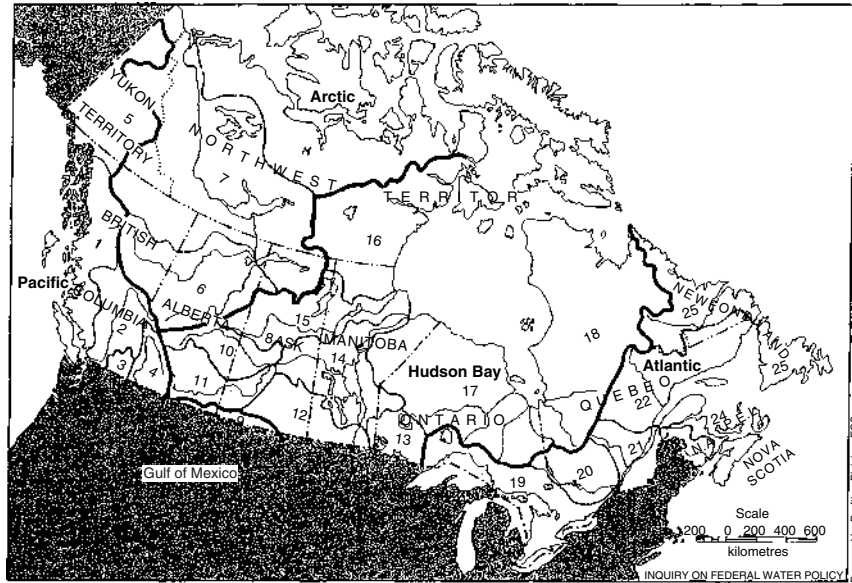 YUKON
5
TERRITORY
Arctic
NORTHWEST
7
TERRITOR
16
BRITISH
1
6
Pacific
COLUMBIA
2
ALBERTA
3
4
15
SASK
MANITOBA
10
14
11
12
13
Hudson Bay
17
ONTARIO
18
NEWFOUNDLAND
25
25
Atlantic
QUEBEC
22
24
P.E.I.
21
N.B.
NOVA
SCOTIA
20
19
Gulf of Mexico
Scale
200 0 200 400 600
kilometres
INQUIRY ON FEDERAL WATER POLICY